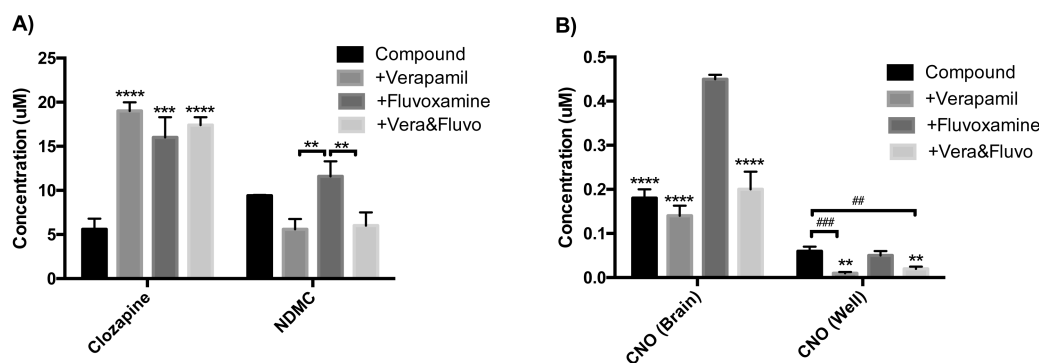 A)
Concentration (uM)
25
20
15
10
5
0
****
***
****
**
**
Clozapine
NDMC
Compound
+Verapamil
+Fluvoxamine
+Vera&Fluvo
B)
Concentration (uM)
0.5
0.4
0.3
0.2
0.1
0.0
****
****
****
##
###
**
**
CNO (Brain)
CNO (Well)
Compound
+Verapamil
+Fluvoxamine
+Vera&Fluvo